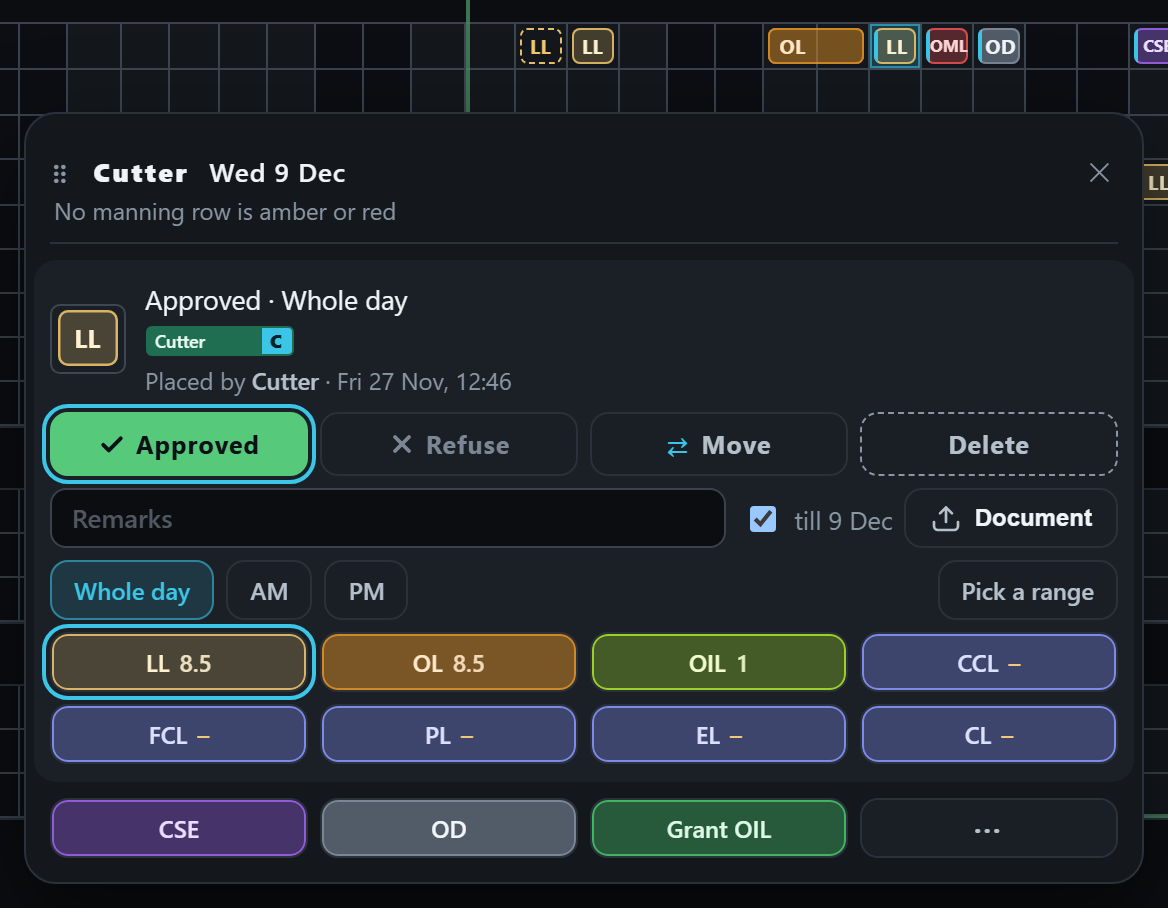 LL LL OL LL OML OD CSE
LL
Cutter Wed 9 Dec
No manning row is amber or red
LL
Approved · Whole day
Cutter C
Placed by Cutter · Fri 27 Nov, 12:46
Approved Refuse Move Delete
Remarks till 9 Dec Document
Whole day AM PM Pick a range
LL 8.5 OL 8.5 OIL 1 CCL –
FCL – PL – EL – CL –
CSE OD Grant OIL ...